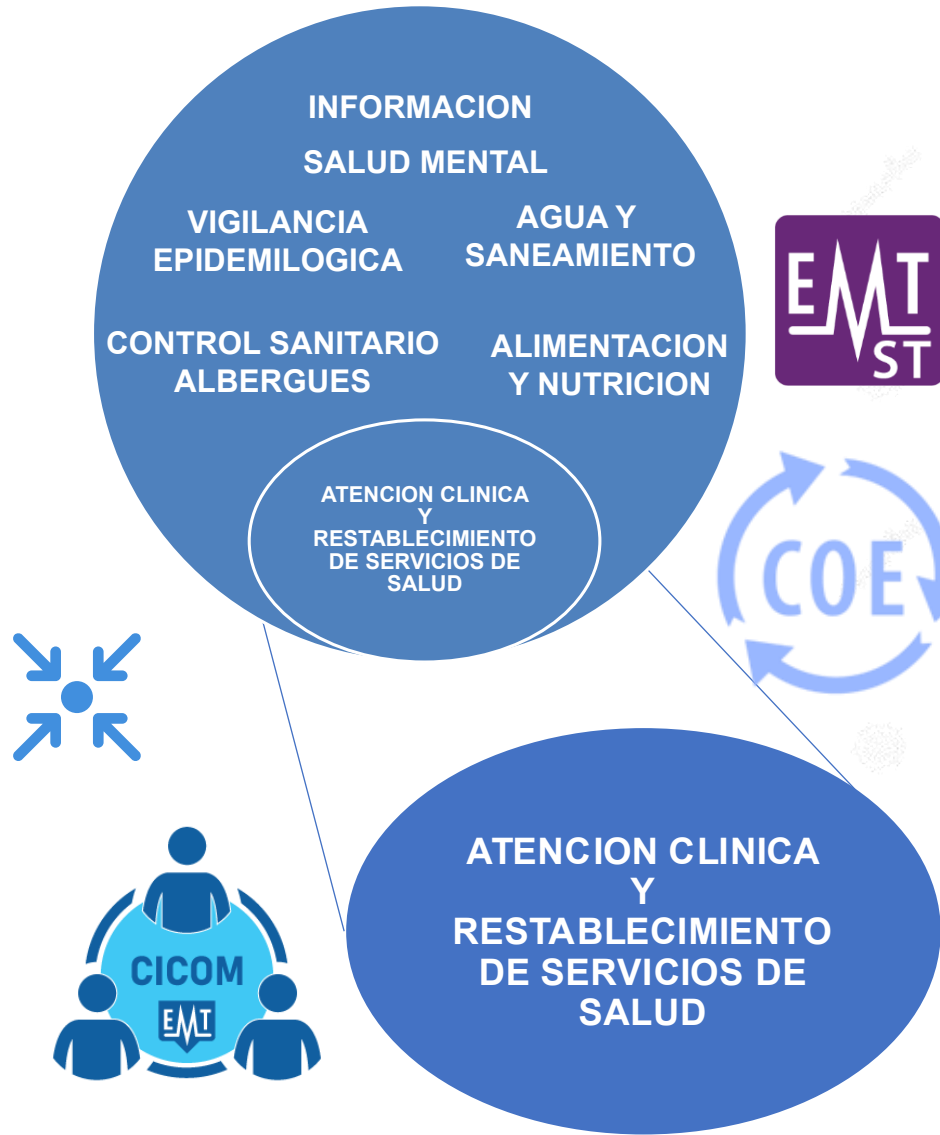 INFORMACION
SALUD MENTAL
VIGILANCIA
EPIDEMILOGICA
AGUA Y
SANEAMIENTO
CONTROL SANITARIO
ALBERGUES
ALIMENTACION
Y NUTRICION
ATENCION CLINICA
Y
RESTABLECIMIENTO
DE SERVICIOS DE
SALUD
EMT
ST
COE
CICOM
EMT
ATENCION CLINICA
Y
RESTABLECIMIENTO
DE SERVICIOS DE
SALUD